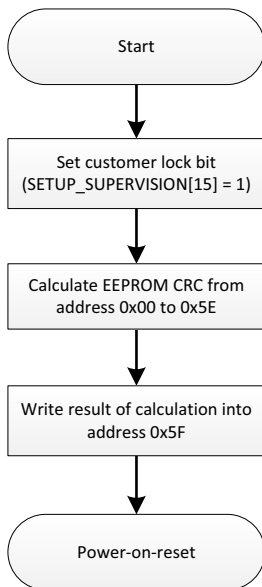 Start
Set customer lock bit
(SETUP_SUPERVISION[15] = 1)
Calculate EEPROM CRC from
address 0x00 to 0x5E
Write result of calculation into
address 0x5F
Power-on-reset